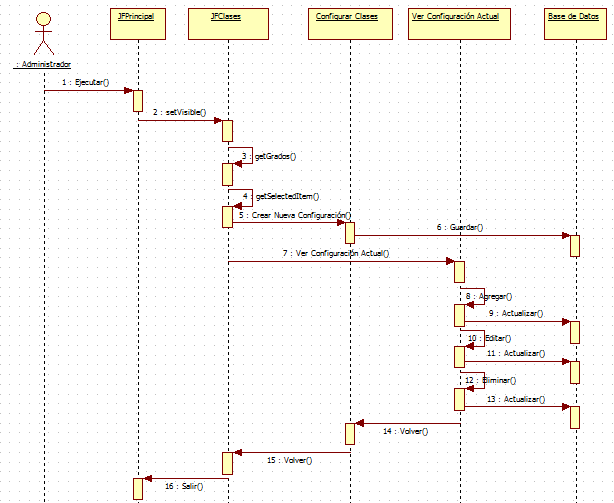 JFPrincipal
JFClases
Configurar Clases
Ver Configuración Actual
Base de Datos
: Administrador
1 : Ejecutar()
2 : setVisible()
3 : getGrados()
4 : getSelectedItem()
5 : Crear Nueva Configuración()
6 : Guardar()
7 : Ver Configuración Actual()
8 : Agregar()
9 : Actualizar()
10 : Editar()
11 : Actualizar()
12 : Eliminar()
13 : Actualizar()
14 : Volver()
15 : Volver()
16 : Salir()